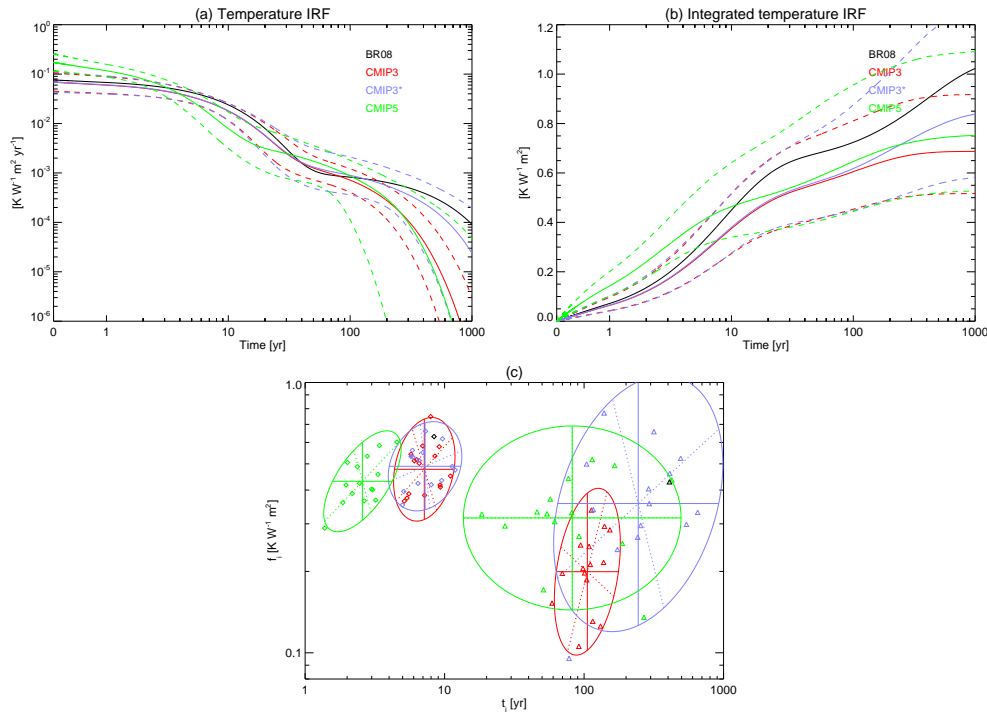 (a) Temperature IRF
10^0
10^-1
10^-2
10^-3
10^-4
10^-5
10^-6
[K W^-1 m^2 yr^-1]
BR08
CMIP3
CMIP3*
CMIP5
0 1 10 100 1000
Time [yr]
(b) Integrated temperature IRF
1.2
1.0
0.8
0.6
0.4
0.2
0.0
[K W^-1 m^2]
BR08
CMIP3
CMIP3*
CMIP5
0 1 10 100 1000
Time [yr]
(c)
1.0
0.1
f_i [K W^-1 m^2]
1 10 100 1000
t_i [yr]